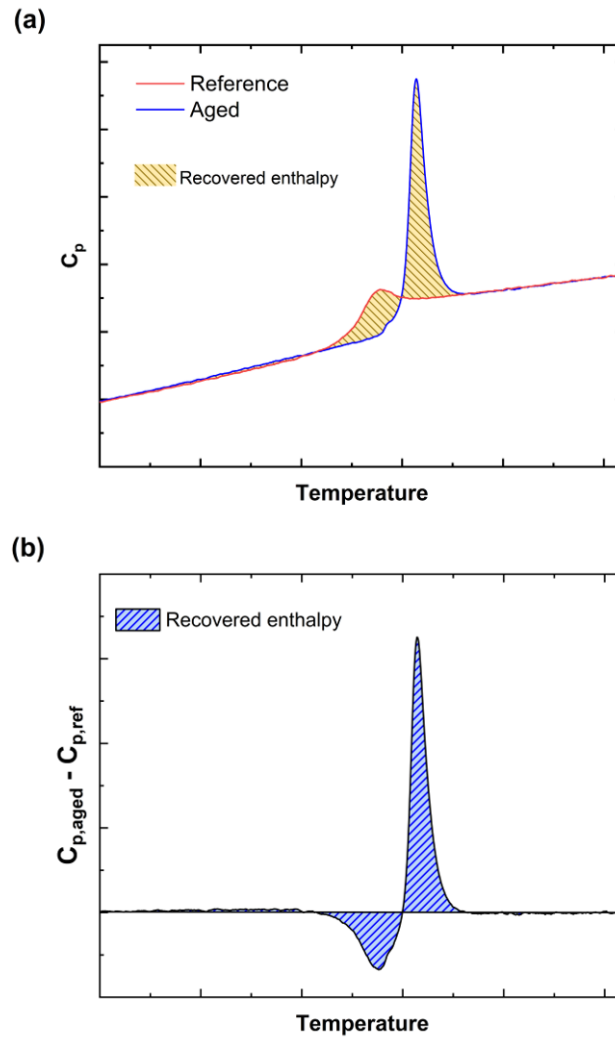 (a)
Reference
Aged
Recovered enthalpy
Cp
Temperature
(b)
Recovered enthalpy
Cp,aged - Cp,ref
Temperature